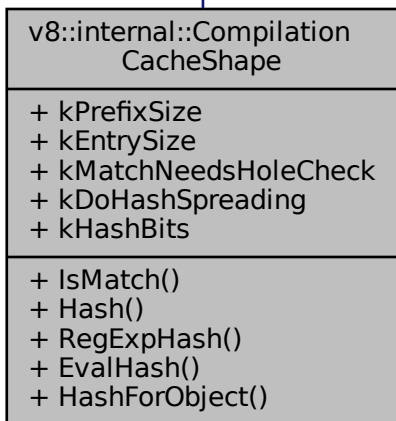 v8::internal::Compilation
CacheShape
+ kPrefixSize
+ kEntrySize
+ kMatchNeedsHoleCheck
+ kDoHashSpreading
+ kHashBits
+ IsMatch()
+ Hash()
+ RegExpHash()
+ EvalHash()
+ HashForObject()